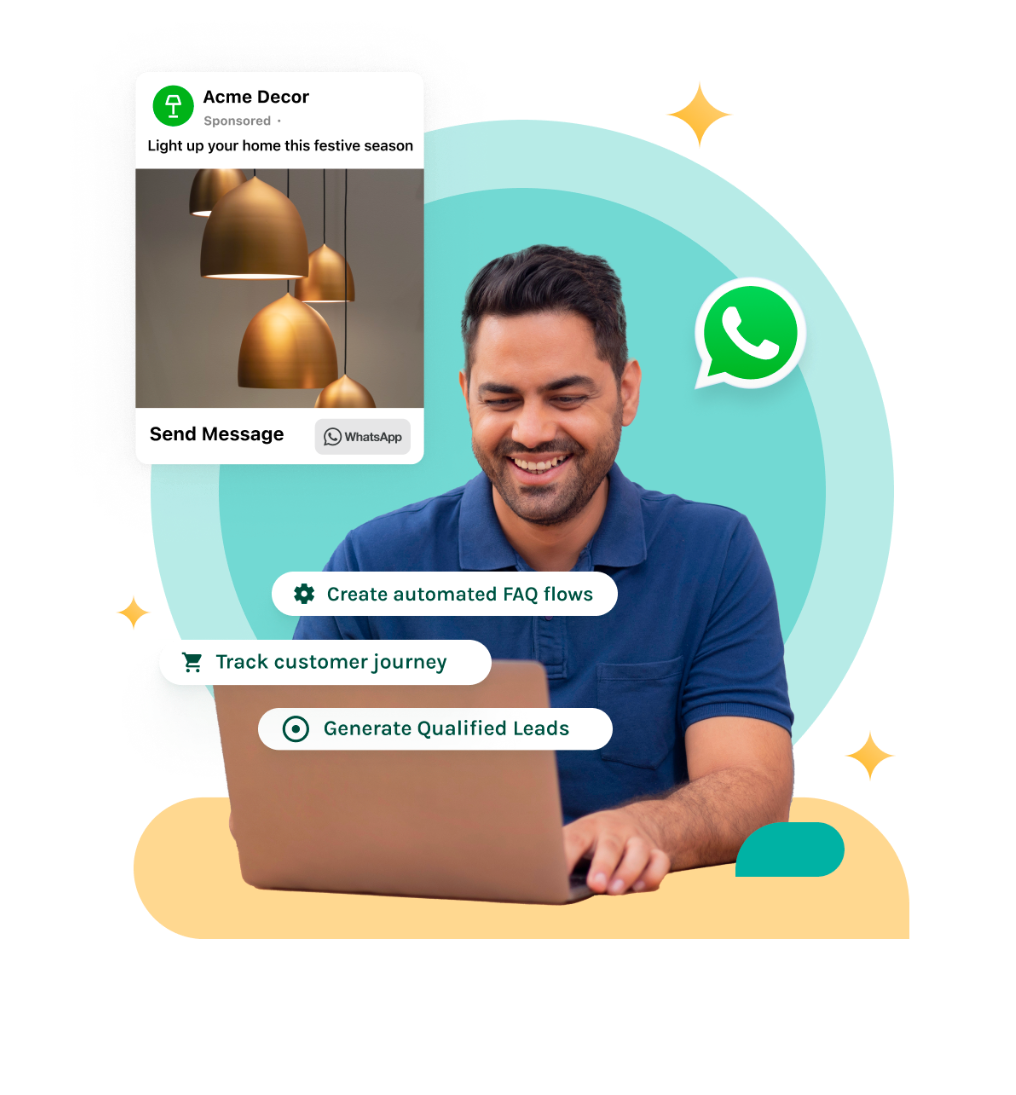 Acme Decor
Sponsored ·
Light up your home this festive season
Send Message
WhatsApp
Create automated FAQ flows
Track customer journey
Generate Qualified Leads